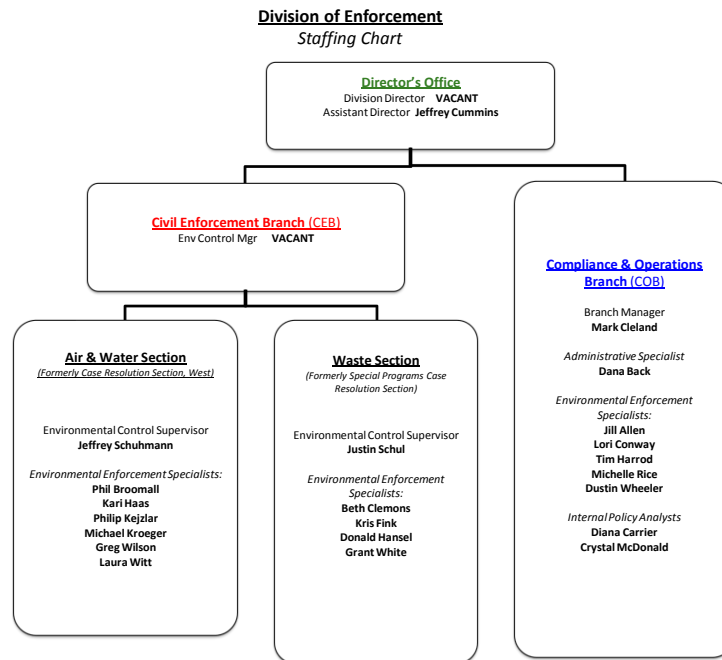 Division of Enforcement
Staffing Chart
Director's Office
Division Director VACANT
Assistant Director Jeffrey Cummins
Civil Enforcement Branch (CEB)
Env Control Mgr VACANT
Compliance & Operations
Branch (COB)
Branch Manager
Mark Cleland
Administrative Specialist
Dana Back
Environmental Enforcement
Specialists:
Jill Allen
Lori Conway
Tim Harrod
Michelle Rice
Dustin Wheeler
Internal Policy Analysts
Diana Carrier
Crystal McDonald
Air & Water Section
(Formerly Case Resolution Section, West)
Environmental Control Supervisor
Jeffrey Schuhmann
Environmental Enforcement Specialists:
Phil Broomall
Kari Haas
Philip Kejzlar
Michael Kroeger
Greg Wilson
Laura Witt
Waste Section
(Formerly Special Programs Case
Resolution Section)
Environmental Control Supervisor
Justin Schul
Environmental Enforcement
Specialists:
Beth Clemons
Kris Fink
Donald Hansel
Grant White